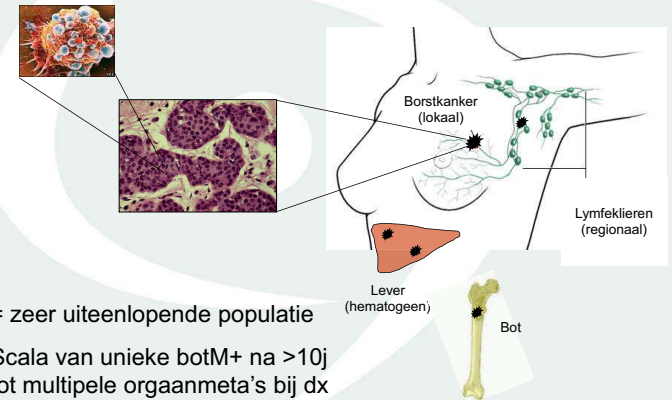 Borstkanker
(lokaal)
Lymfeklieren
(regionaal)
Lever
(hematogeen)
Bot
= zeer uiteenlopende populatie
Scala van unieke botM+ na >10j
tot multipele orgaanmeta's bij dx